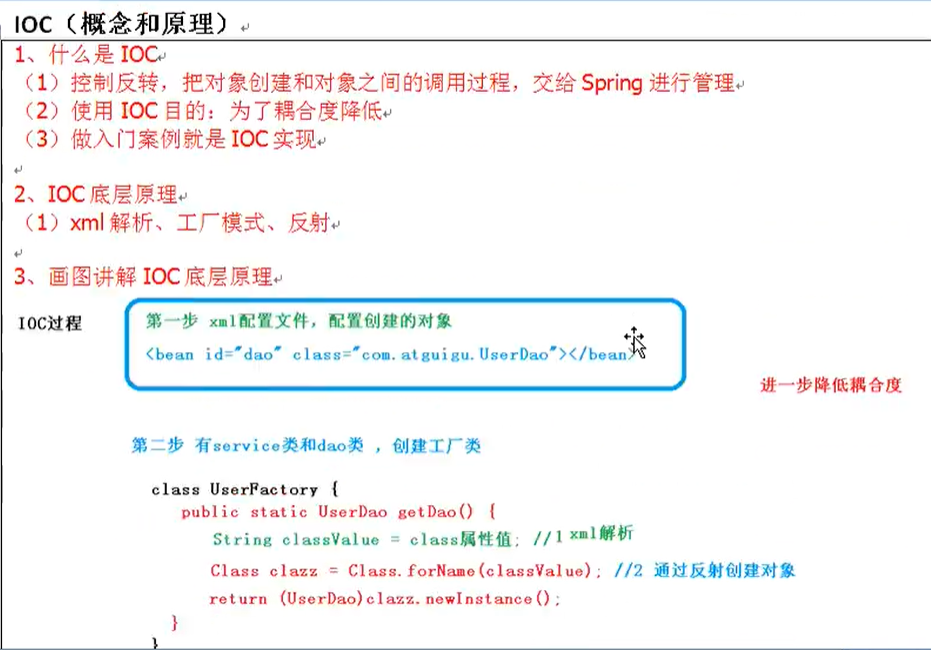 IOC（概念和原理）
1、什么是 IOC
（1）控制反转，把对象创建和对象之间的调用过程，交给 Spring 进行管理
（2）使用 IOC 目的：为了耦合度降低
（3）做入门案例就是 IOC 实现
2、IOC 底层原理
（1）xml 解析、工厂模式、反射
3、画图讲解 IOC 底层原理
IOC过程
第一步 xml配置文件，配置创建的对象
<bean id="dao" class="com.atguigu.UserDao"></bean>
进一步降低耦合度
第二步 有service类和dao类 ，创建工厂类
class UserFactory {
public static UserDao getDao() {
String classValue = class属性值; //1 xml解析
Class clazz = Class.forName(classValue); //2 通过反射创建对象
return (UserDao)clazz.newInstance();
}
}